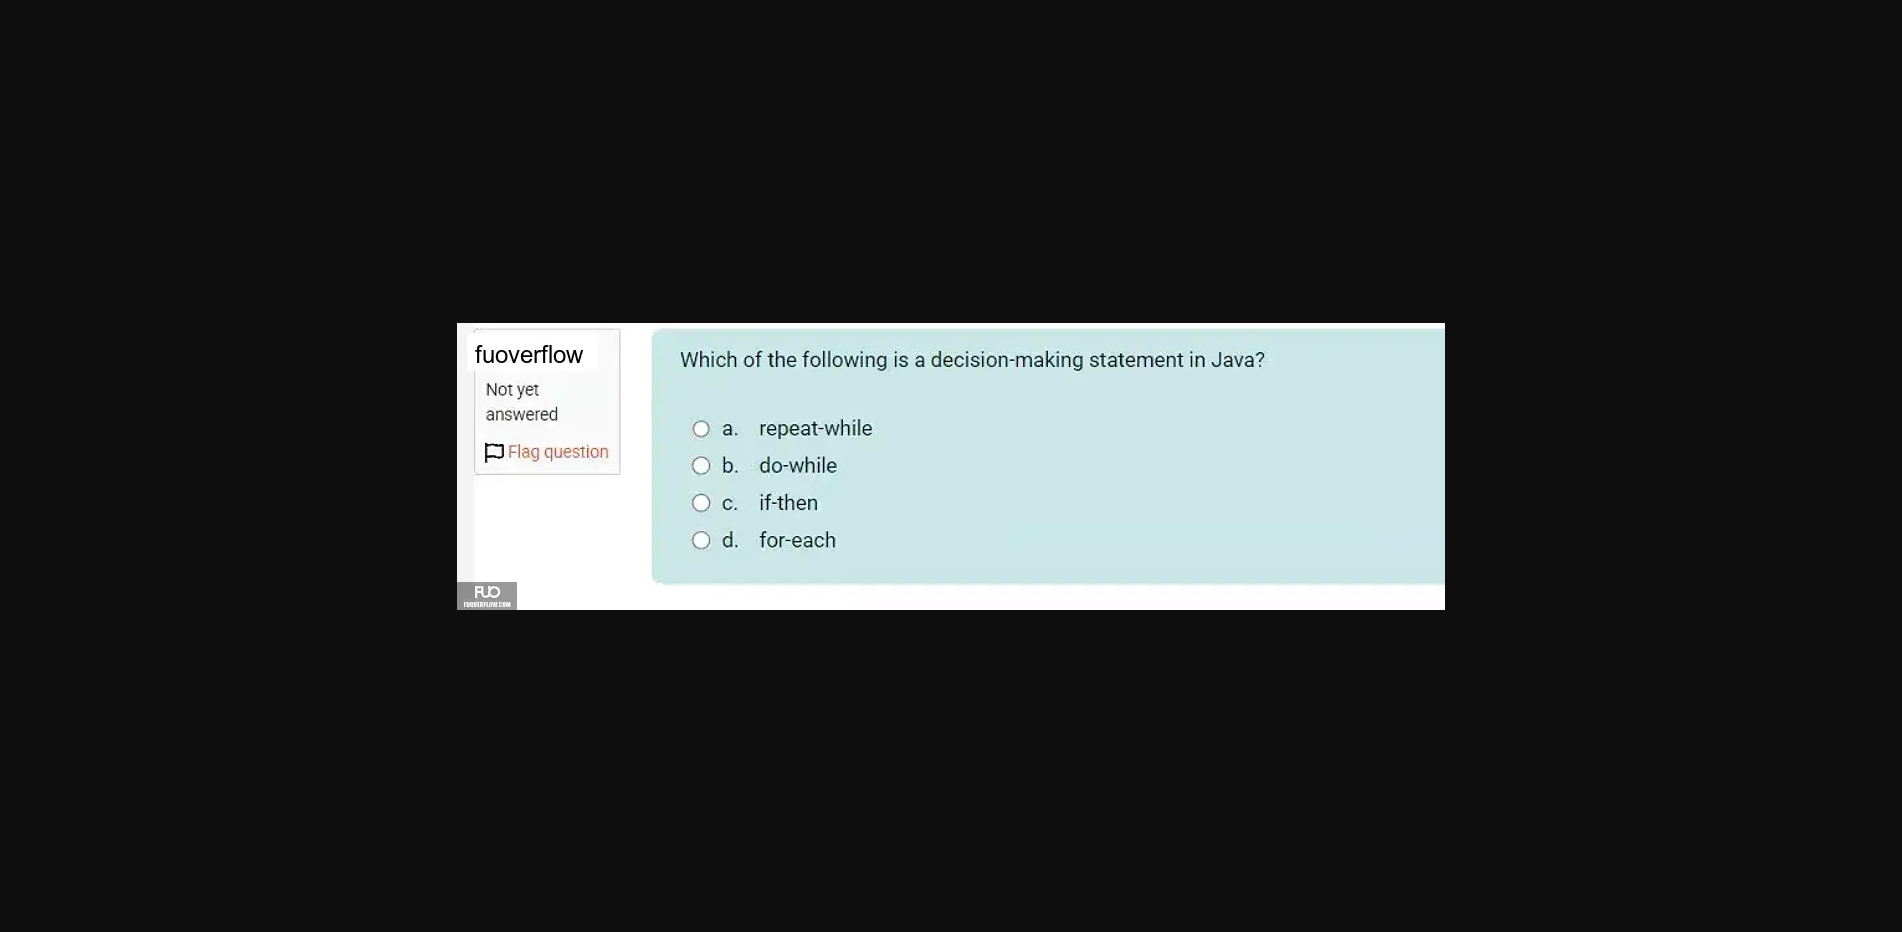 fuoverflow
Not yet
answered
Flag question
Which of the following is a decision-making statement in Java?
a. repeat-while
b. do-while
c. if-then
d. for-each
FUO
FUOVERFLOW.COM